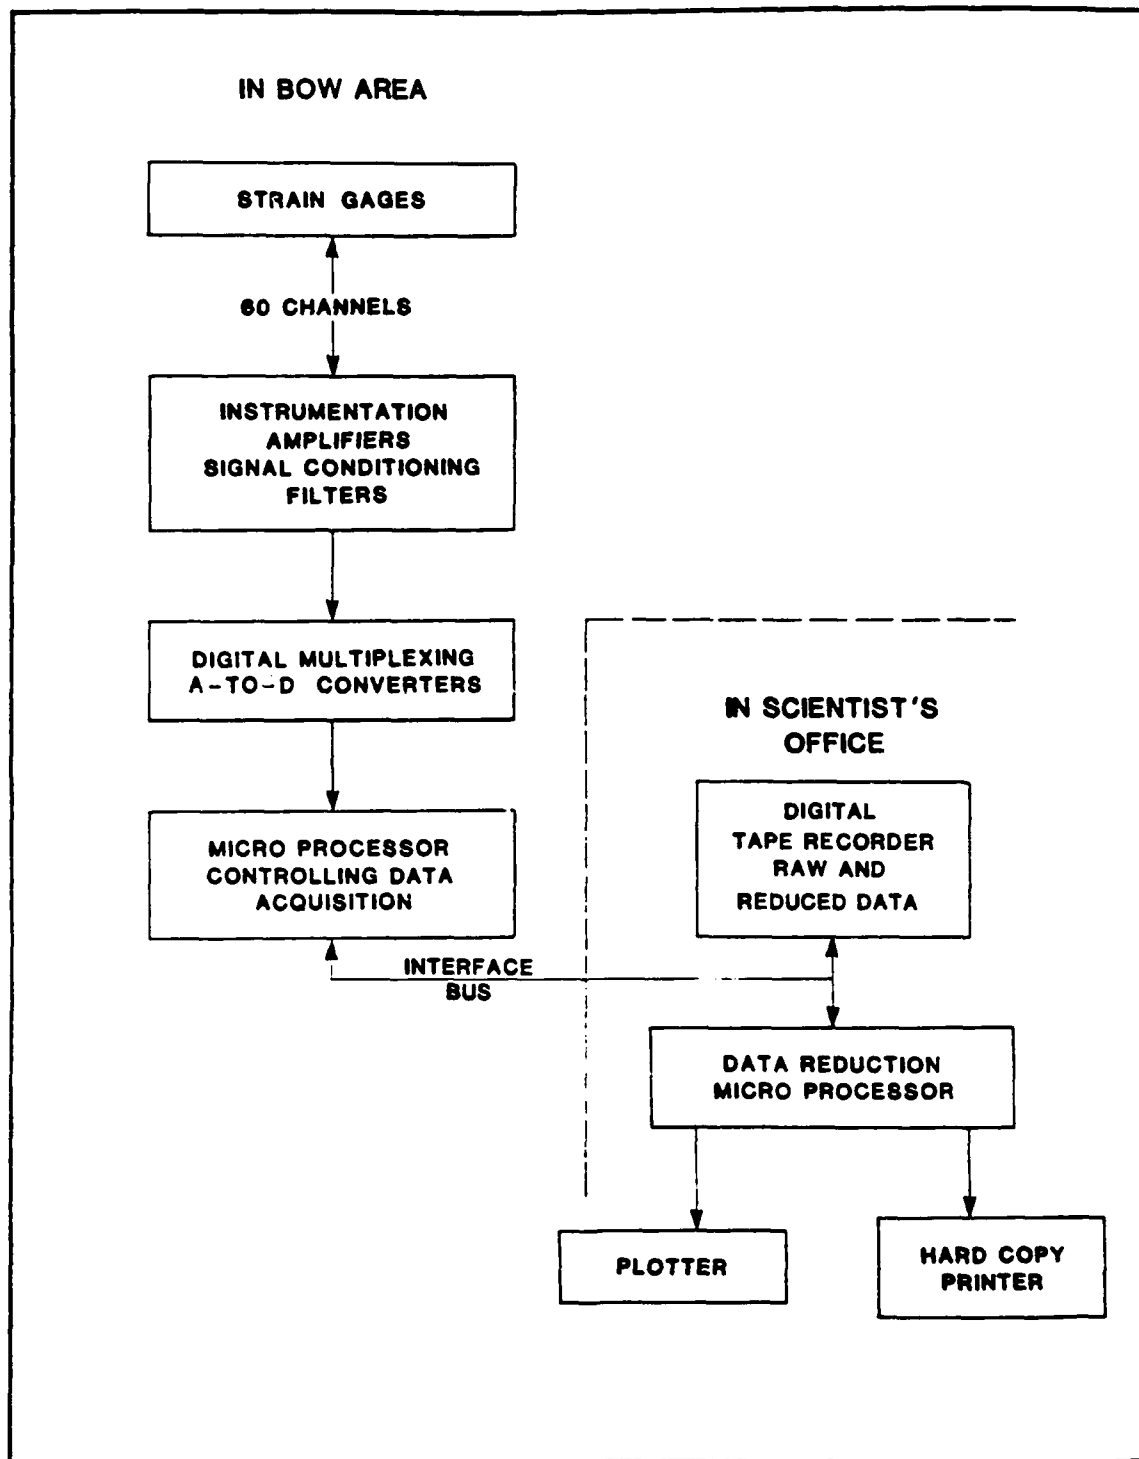 IN BOW AREA
STRAIN GAGES
60 CHANNELS
INSTRUMENTATION
AMPLIFIERS
SIGNAL CONDITIONING
FILTERS
DIGITAL MULTIPLEXING
A-TO-D CONVERTERS
MICRO PROCESSOR
CONTROLLING DATA
ACQUISITION
INTERFACE
BUS
IN SCIENTIST'S
OFFICE
DIGITAL
TAPE RECORDER
RAW AND
REDUCED DATA
DATA REDUCTION
MICRO PROCESSOR
PLOTTER
HARD COPY
PRINTER